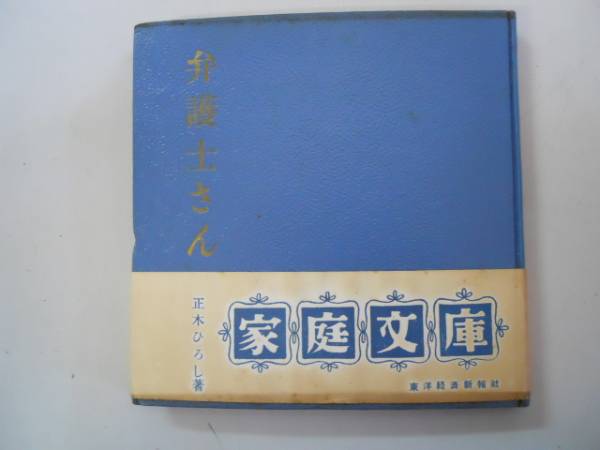 弁護士さん
正木ひろし著
家庭文庫
東洋経済新報社